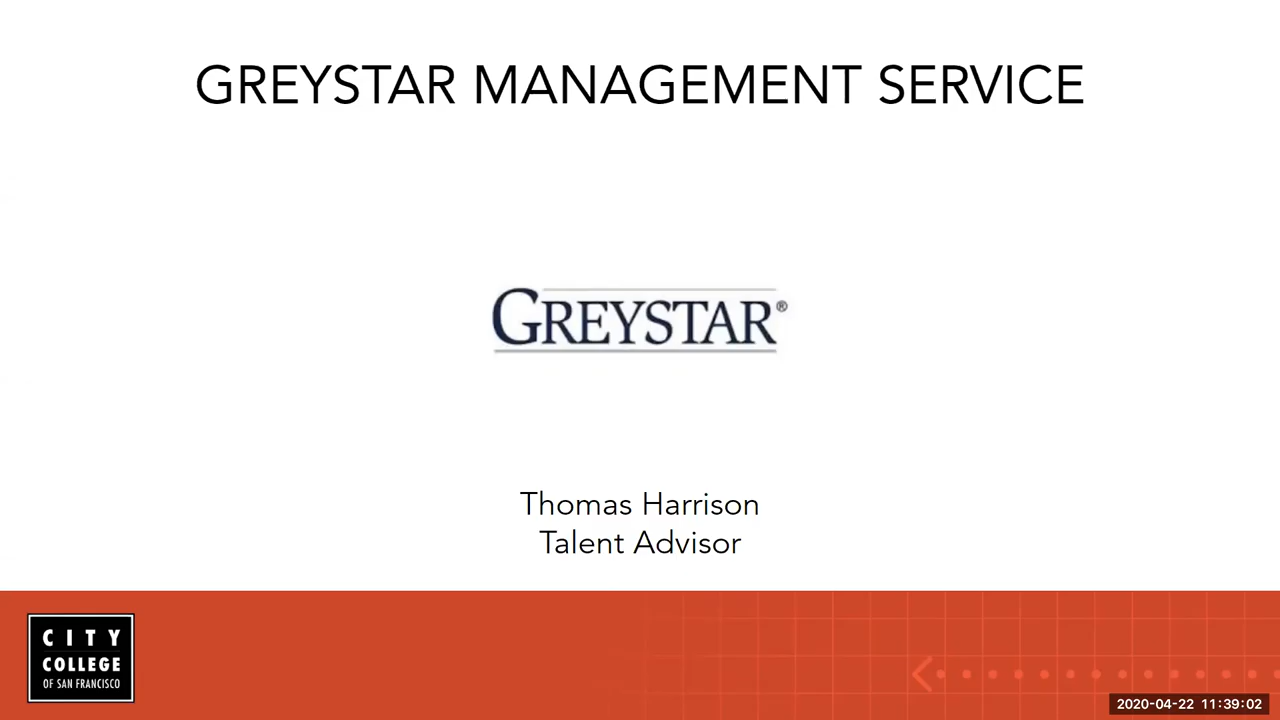 GREYSTAR MANAGEMENT SERVICE
GREYSTAR®
Thomas Harrison
Talent Advisor
CITY
COLLEGE
OF SAN FRANCISCO
2020-04-22 11:39:02